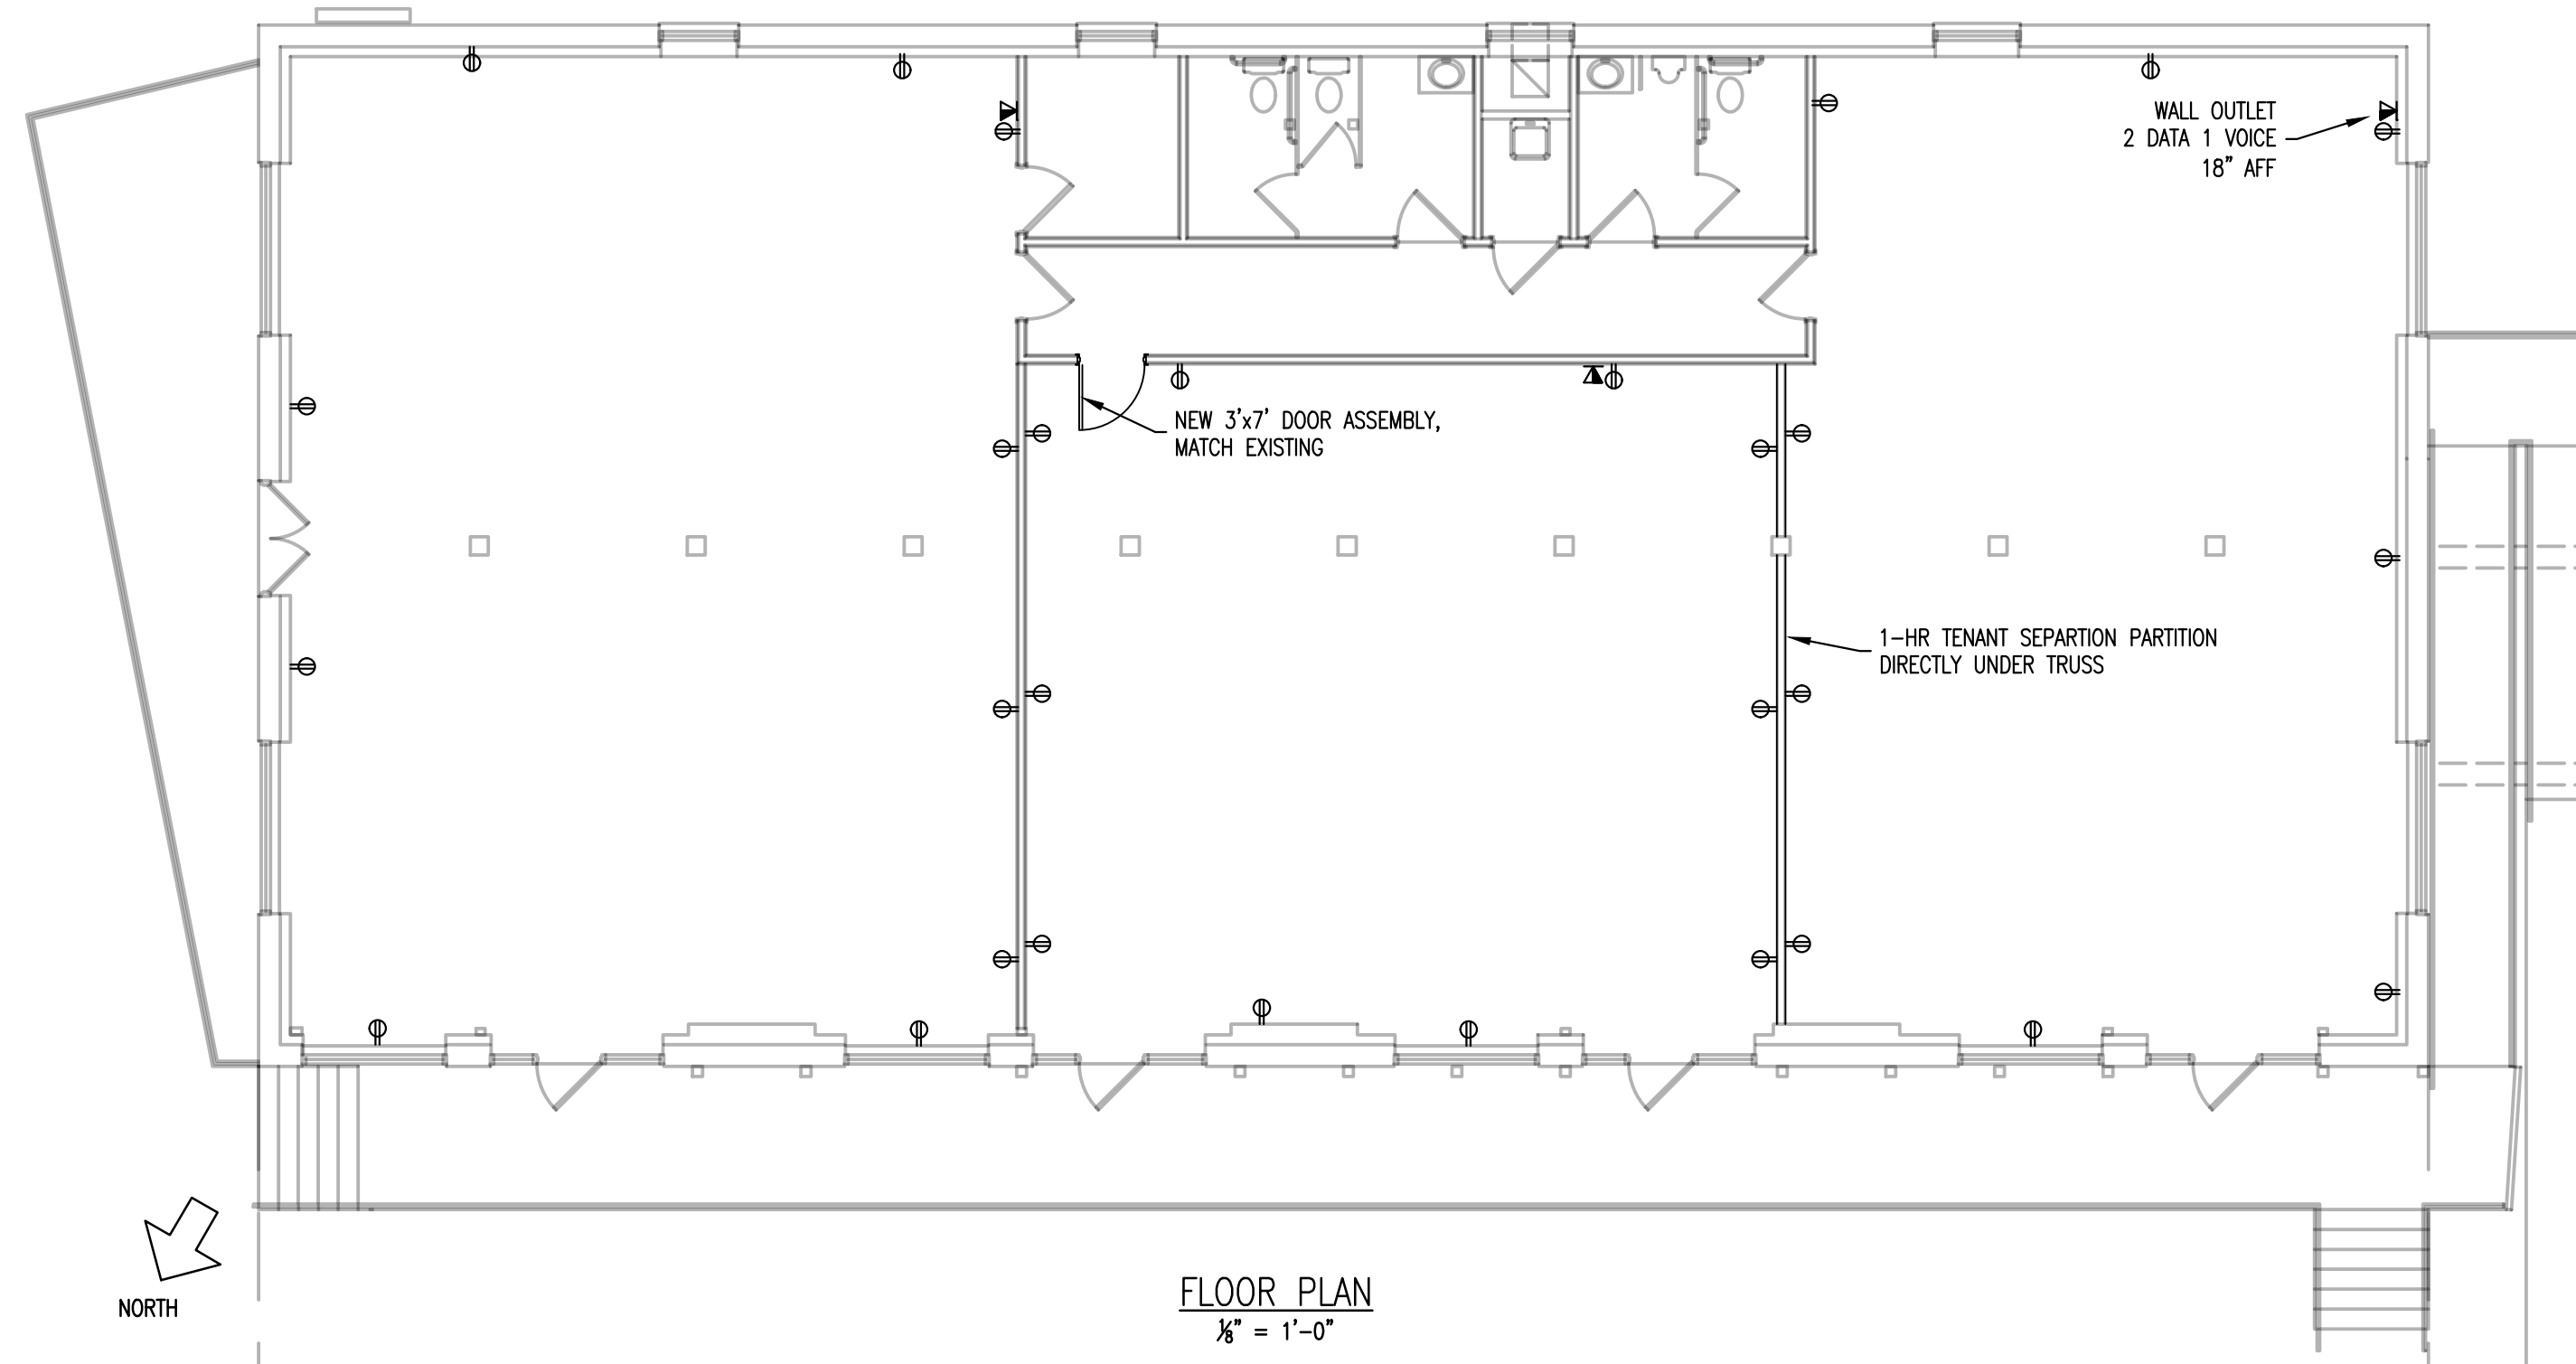 WALL OUTLET
2 DATA 1 VOICE
18" AFF
NEW 3'x7' DOOR ASSEMBLY,
MATCH EXISTING
1-HR TENANT SEPARTION PARTITION
DIRECTLY UNDER TRUSS
NORTH
FLOOR PLAN
⅛" = 1'-0"